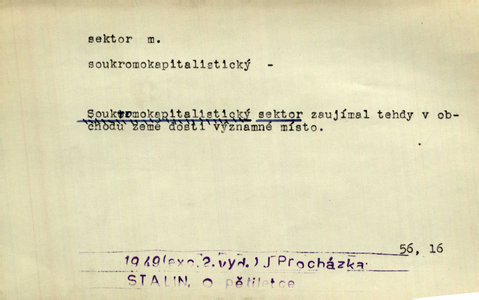 sektor m.
soukromokapitalistický -
Soukromokapitalistický sektor zaujímal tehdy v ob-
chodu země dosti významné místo.
56, 16
1949 (exc. 2. vyd.) J Procházka
STALIN, o pětiletce